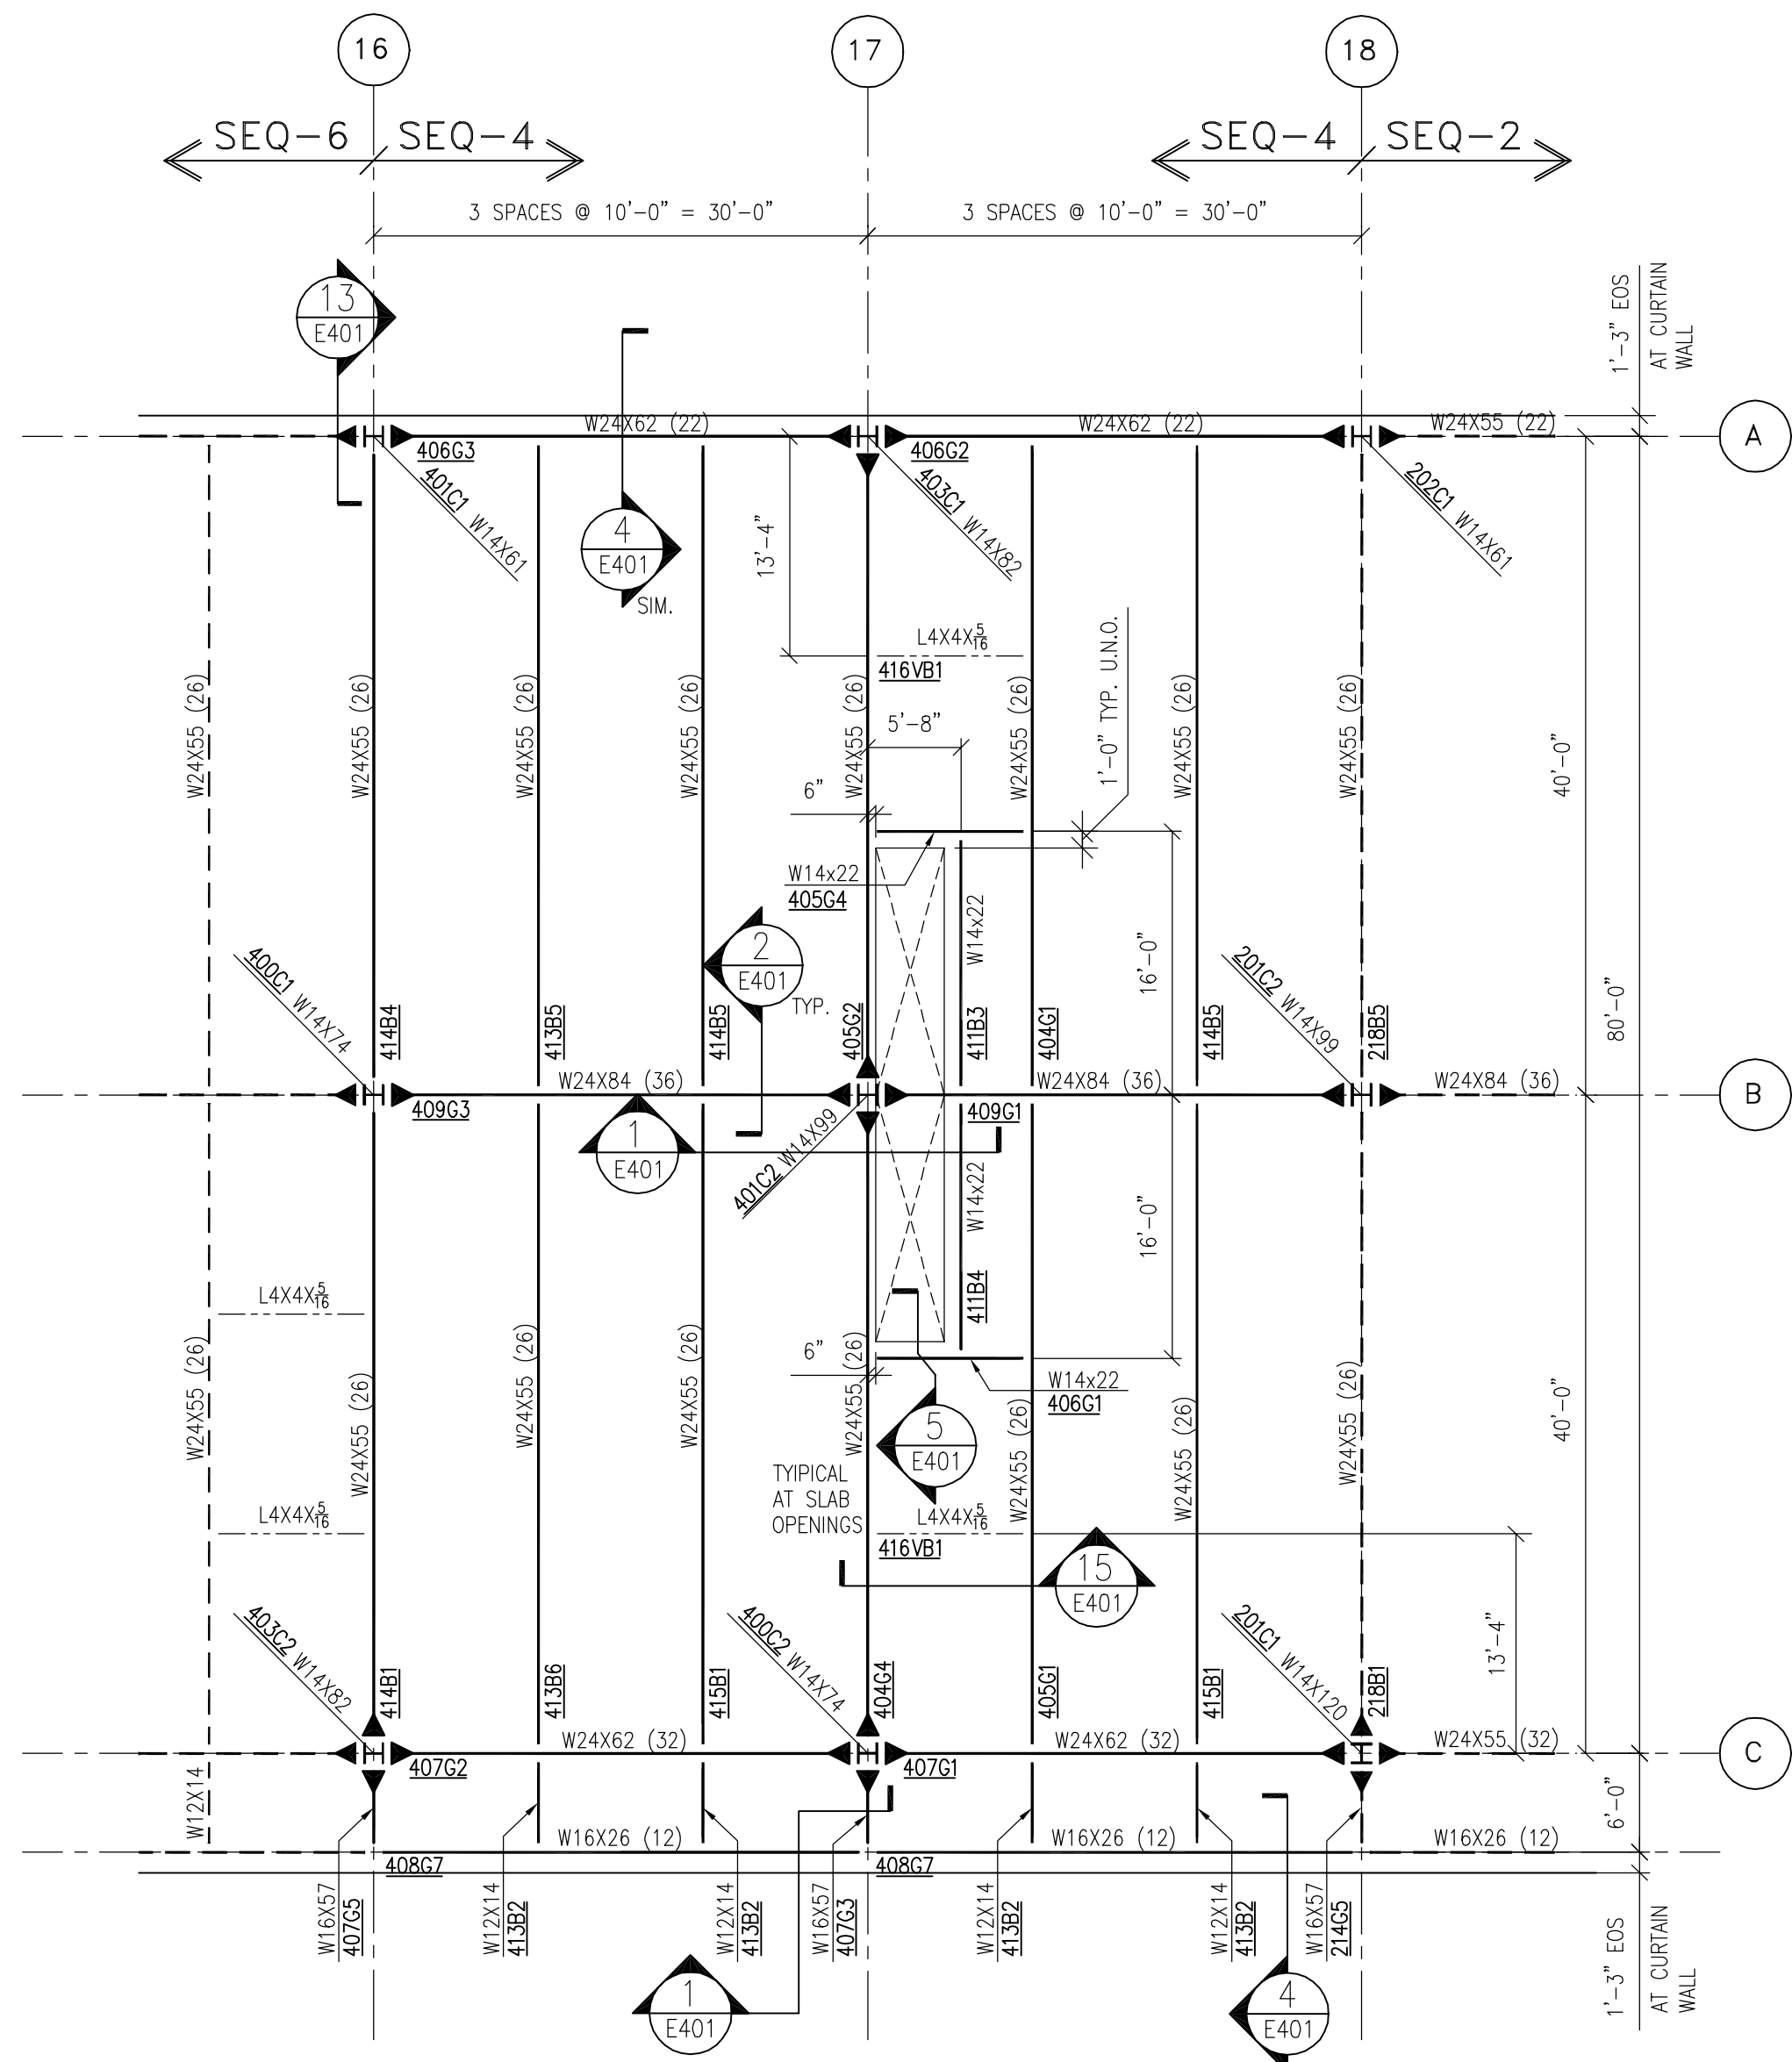 16
17
18
SEQ-6
SEQ-4
SEQ-4
SEQ-2
3 SPACES @ 10'-0" = 30'-0"
3 SPACES @ 10'-0" = 30'-0"
1'-3" EOS
AT CURTAIN
WALL
13
E401
W24X62 (22)
W24X62 (22)
W24X55 (22)
A
406G3
406G2
401C1 W14X61
403C1 W14X82
202C1 W14X61
4
E401
SIM.
13'-4"
L4X4X5/16
416VB1
1'-0" TYP. U.N.O.
W24X55 (26)
W24X55 (26)
W24X55 (26)
W24X55 (26)
W24X55 (26)
W24X55 (26)
W24X55 (26)
W24X55 (26)
5'-8"
6"
40'-0"
W14x22
405G4
W14x22
16'-0"
2
E401
TYP.
80'-0"
400C1 W14X74
201C2 W14X99
414B4
413B5
414B5
405G2
411B3
404G1
414B5
218B5
W24X84 (36)
W24X84 (36)
W24X84 (36)
B
409G3
409G1
1
E401
401C2 W14X99
W14x22
16'-0"
411B4
L4X4X5/16
6"
W14x22
406G1
W24X55 (26)
W24X55 (26)
W24X55 (26)
W24X55 (26)
W24X55 (26)
W24X55 (26)
W24X55 (26)
W24X55 (26)
40'-0"
5
E401
TYIPICAL
AT SLAB
OPENINGS
L4X4X5/16
L4X4X5/16
416VB1
15
E401
13'-4"
403C2 W14X82
400C2 W14X74
201C1 W14X120
414B1
413B6
415B1
404G4
405G1
415B1
218B1
W24X62 (32)
W24X62 (32)
W24X55 (32)
C
407G2
407G1
W12X14
6'-0"
W16X26 (12)
W16X26 (12)
W16X26 (12)
408G7
408G7
W16X57
407G5
W12X14
413B2
W12X14
413B2
W16X57
407G3
W12X14
413B2
W12X14
413B2
W16X57
214G5
1'-3" EOS
AT CURTAIN
WALL
1
E401
4
E401